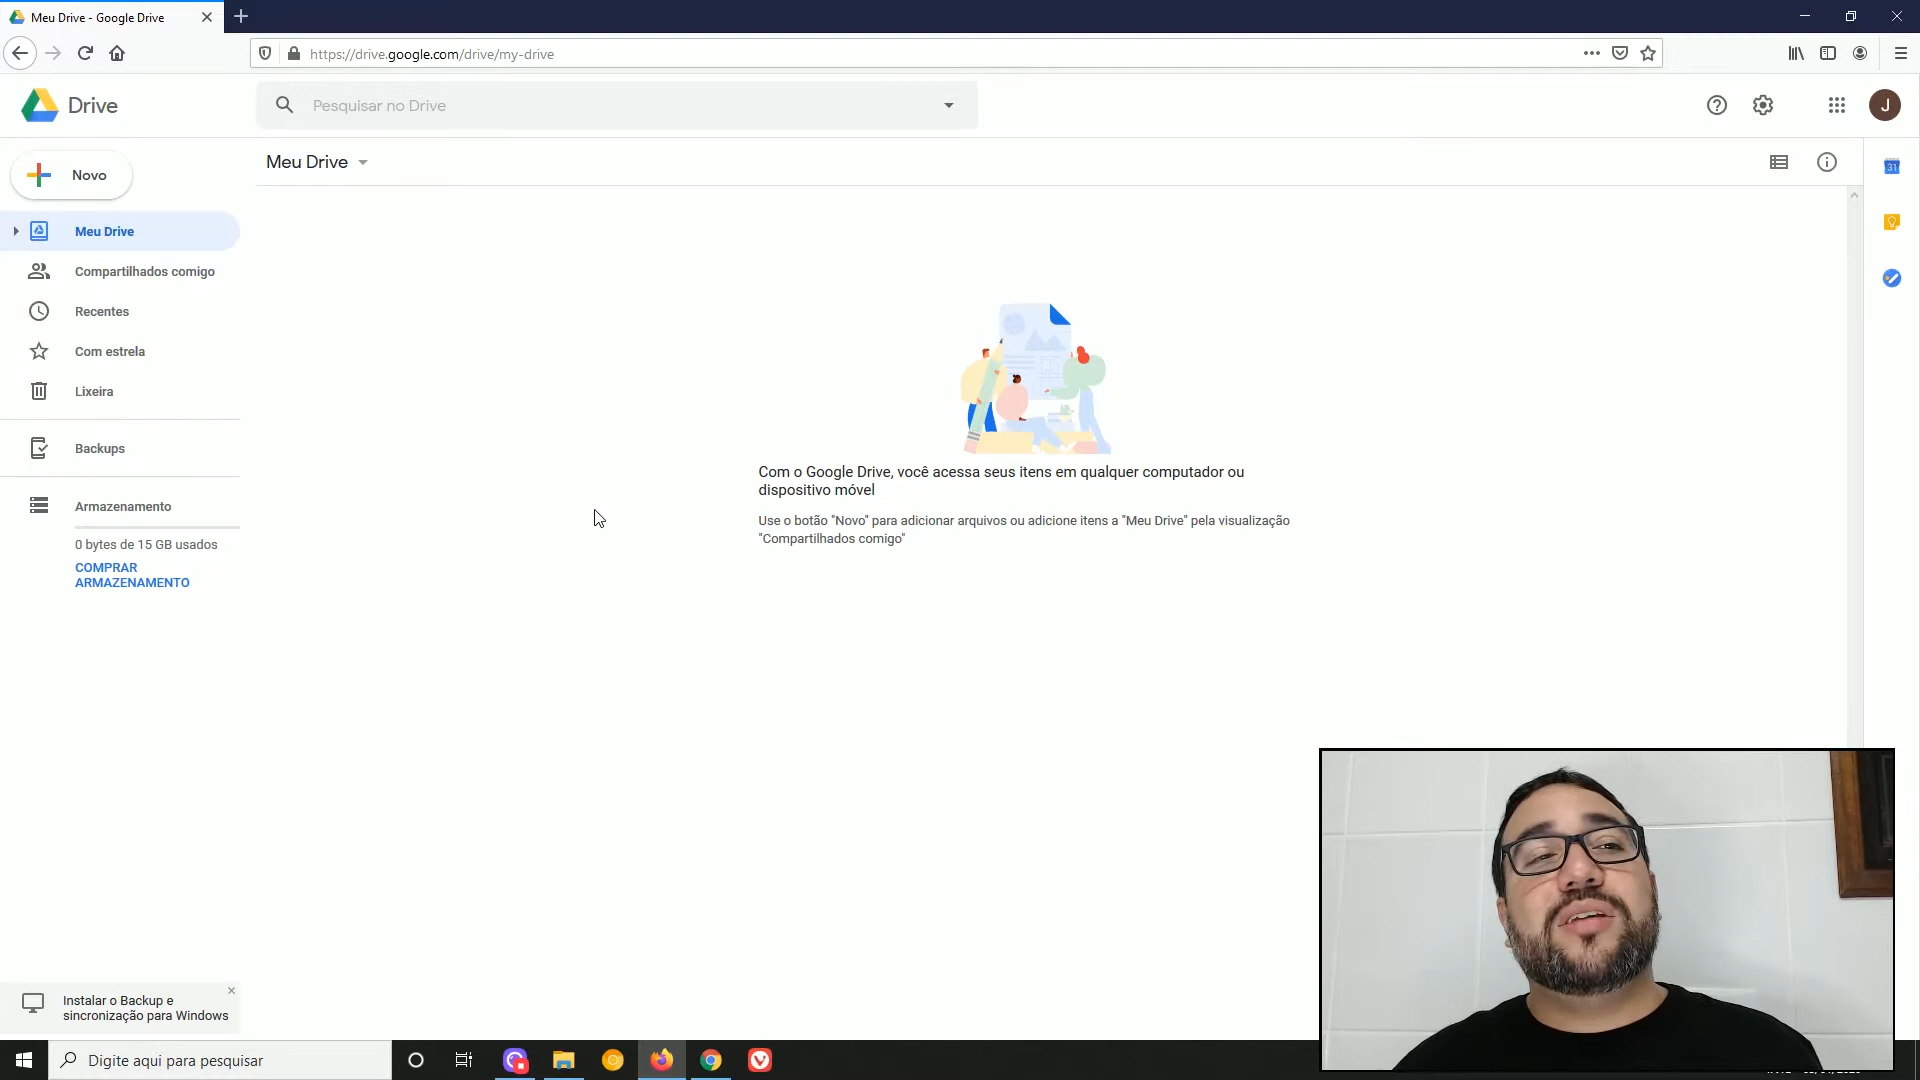 Meu Drive - Google Drive
https://drive.google.com/drive/my-drive
Drive
Pesquisar no Drive
J
Novo
Meu Drive
31
Meu Drive
Compartilhados comigo
Recentes
Com estrela
Lixeira
Backups
Armazenamento
0 bytes de 15 GB usados
COMPRAR
ARMAZENAMENTO
Com o Google Drive, você acessa seus itens em qualquer computador ou
dispositivo móvel
Use o botão "Novo" para adicionar arquivos ou adicione itens a "Meu Drive" pela visualização
"Compartilhados comigo"
Instalar o Backup e
sincronização para Windows
Digite aqui para pesquisar